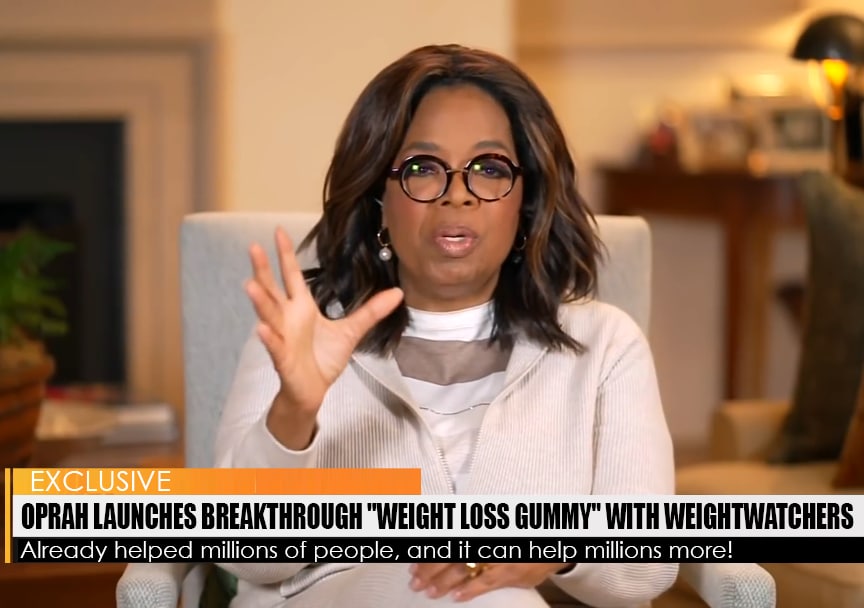 EXCLUSIVE
OPRAH LAUNCHES BREAKTHROUGH "WEIGHT LOSS GUMMY" WITH WEIGHTWATCHERS
Already helped millions of people, and it can help millions more!